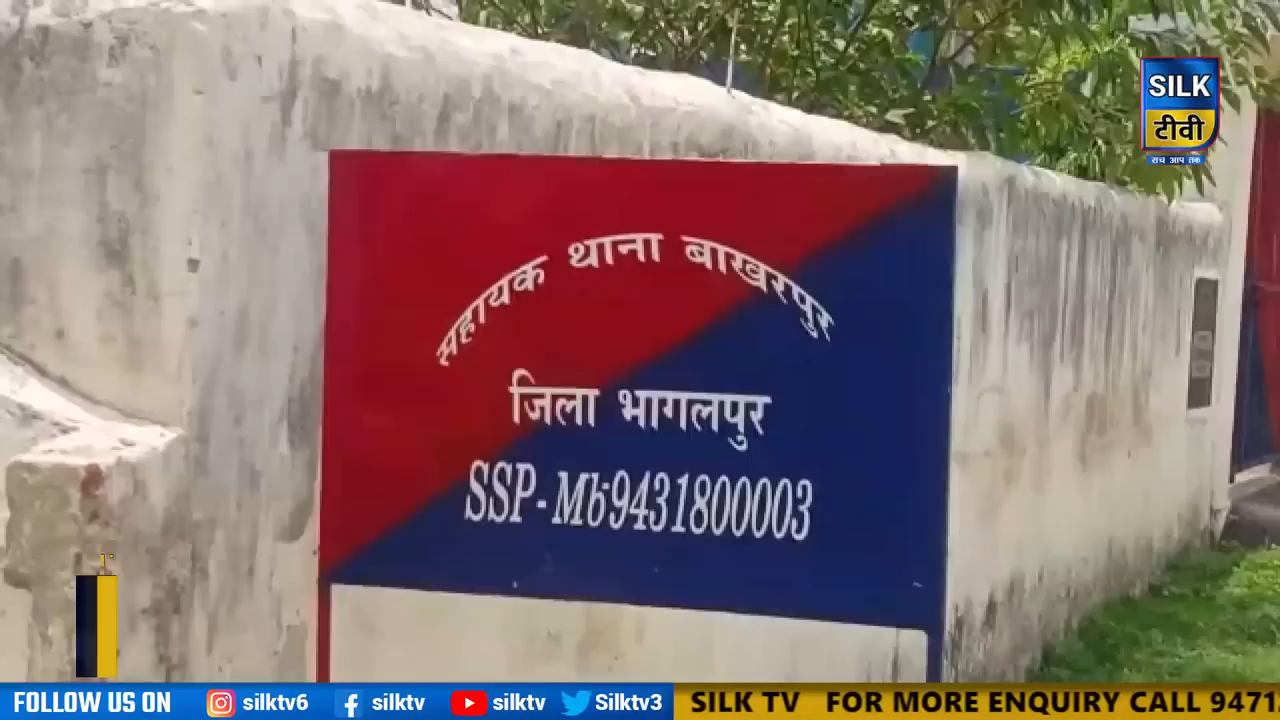 SILK
टीवी
सच आप तक
सहायक थाना बाखरपुर
जिला भागलपुर
SSP-Mb9431800003
FOLLOW US ON silktv6 silktv silktv Silktv3 SILK TV FOR MORE ENQUIRY CALL 9471